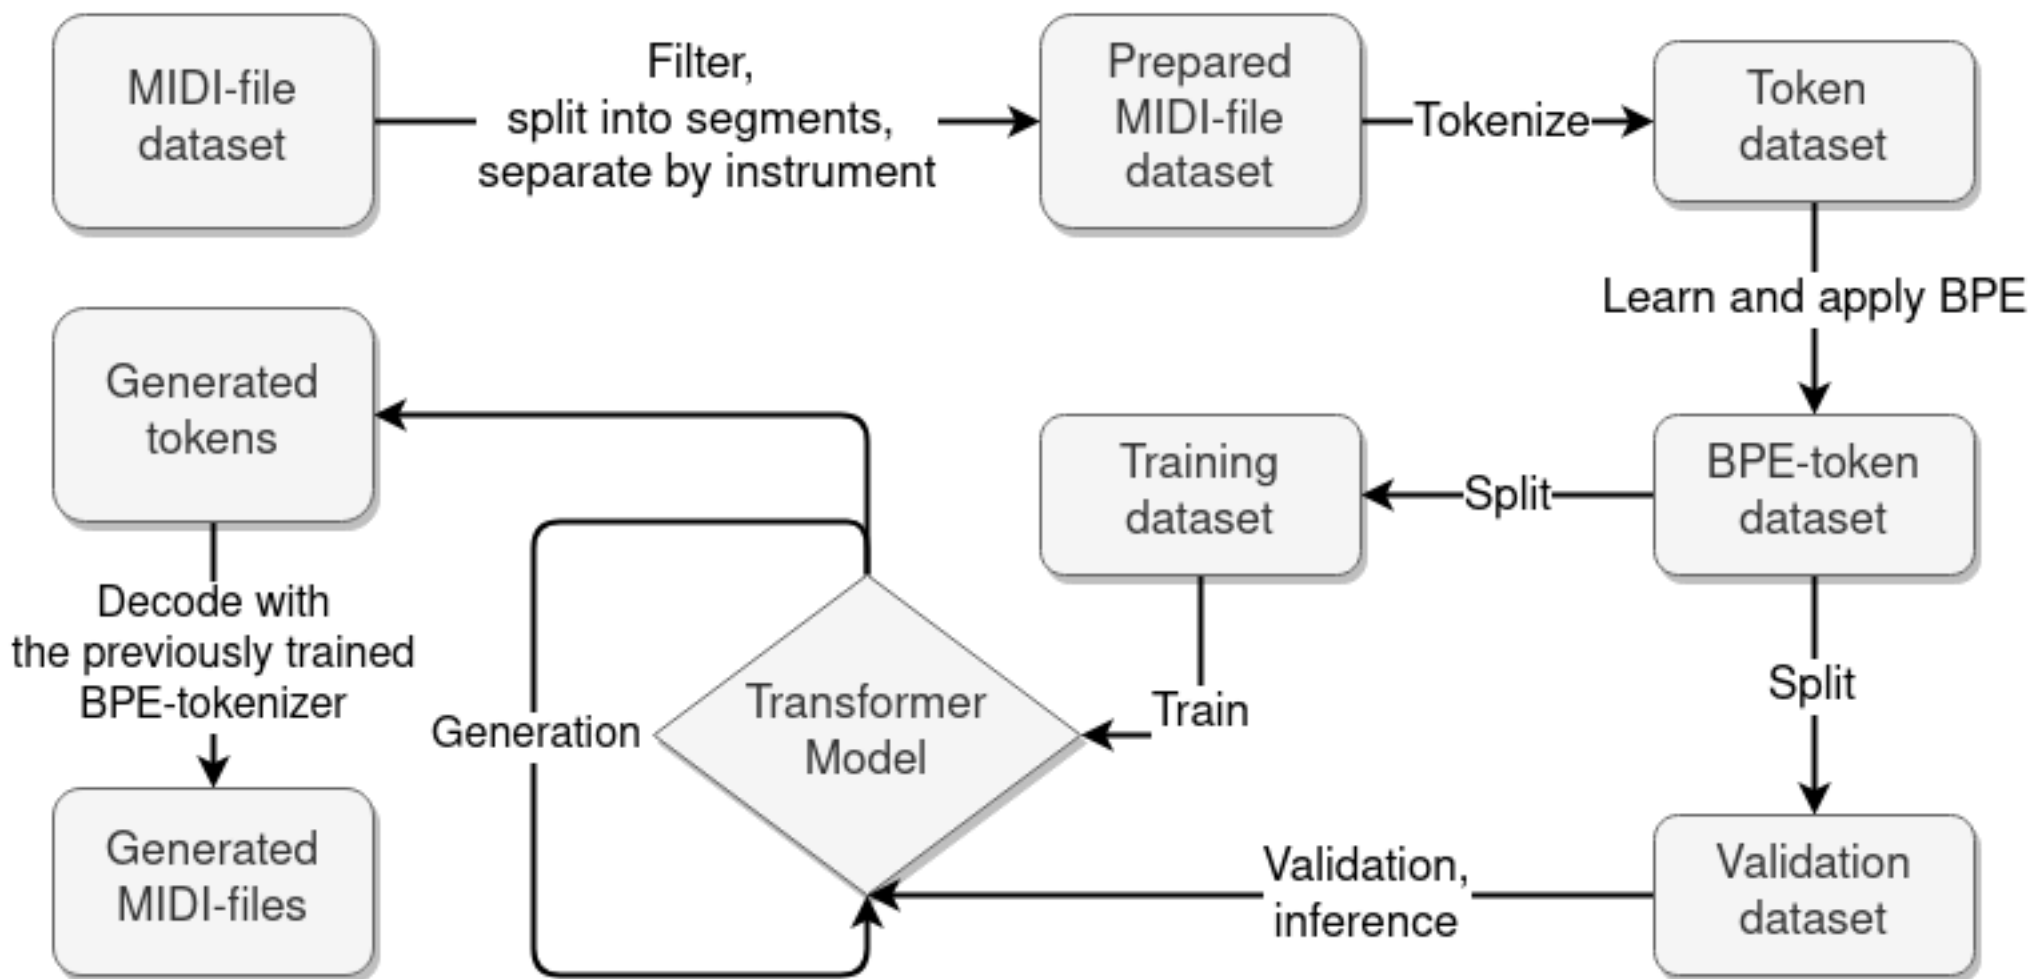 MIDI-file
dataset
Filter,
split into segments,
separate by instrument
Prepared
MIDI-file
dataset
Tokenize
Token
dataset
Learn and apply BPE
BPE-token
dataset
Split
Training
dataset
Train
Split
Validation
dataset
Validation,
inference
Transformer
Model
Generation
Generated
tokens
Decode with
the previously trained
BPE-tokenizer
Generated
MIDI-files